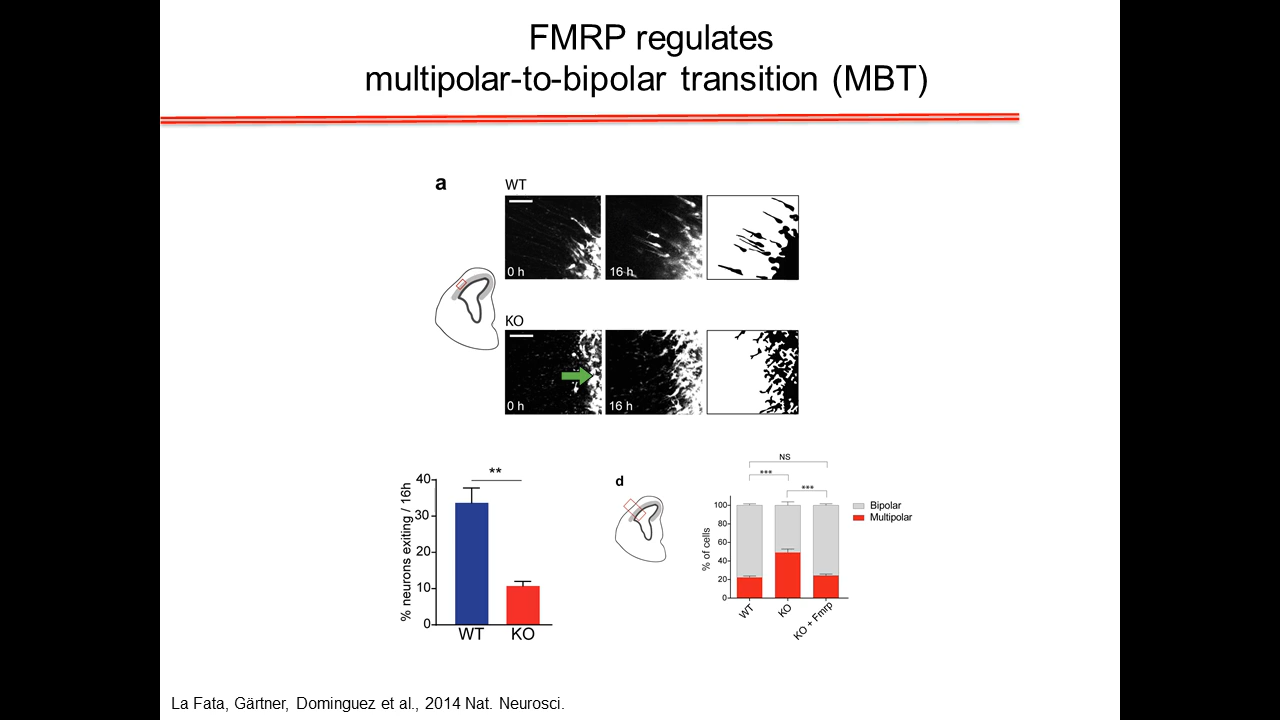 FMRP regulates
multipolar-to-bipolar transition (MBT)
a
WT
0 h
16 h
KO
0 h
16 h
% neurons exiting / 16h
40
30
20
10
0
**
WT
KO
d
NS
***
***
% of cells
100
80
60
40
20
0
WT
KO
KO + Fmrp
Bipolar
Multipolar
La Fata, Gärtner, Dominguez et al., 2014 Nat. Neurosci.